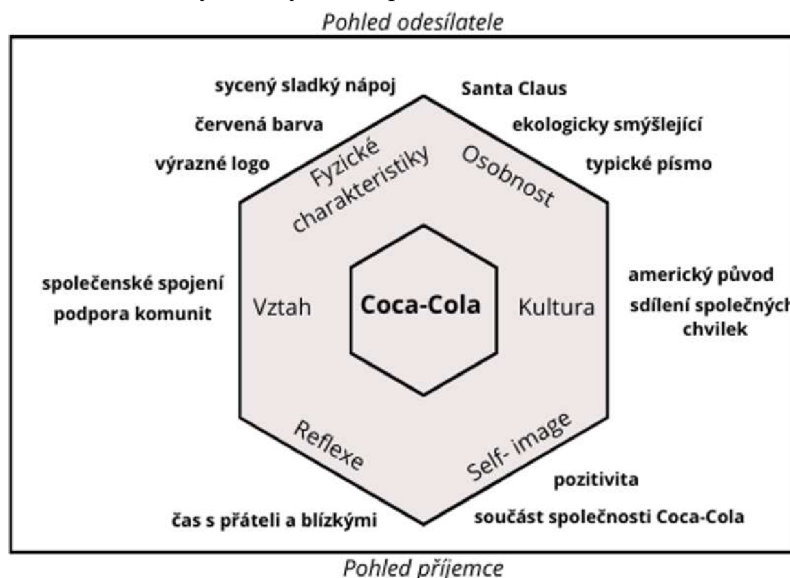 Pohled odesílatele
sycený sladký nápoj
Santa Claus
červená barva
ekologicky smýšlející
výrazné logo
typické písmo
Fyzické
charakteristiky
Osobnost
společenské spojení
podpora komunit
Vztah
Coca-Cola
Kultura
americký původ
sdílení společných
chvilek
Reflexe
Self- image
pozitivita
čas s přáteli a blízkými
součást společnosti Coca-Cola
Pohled příjemce